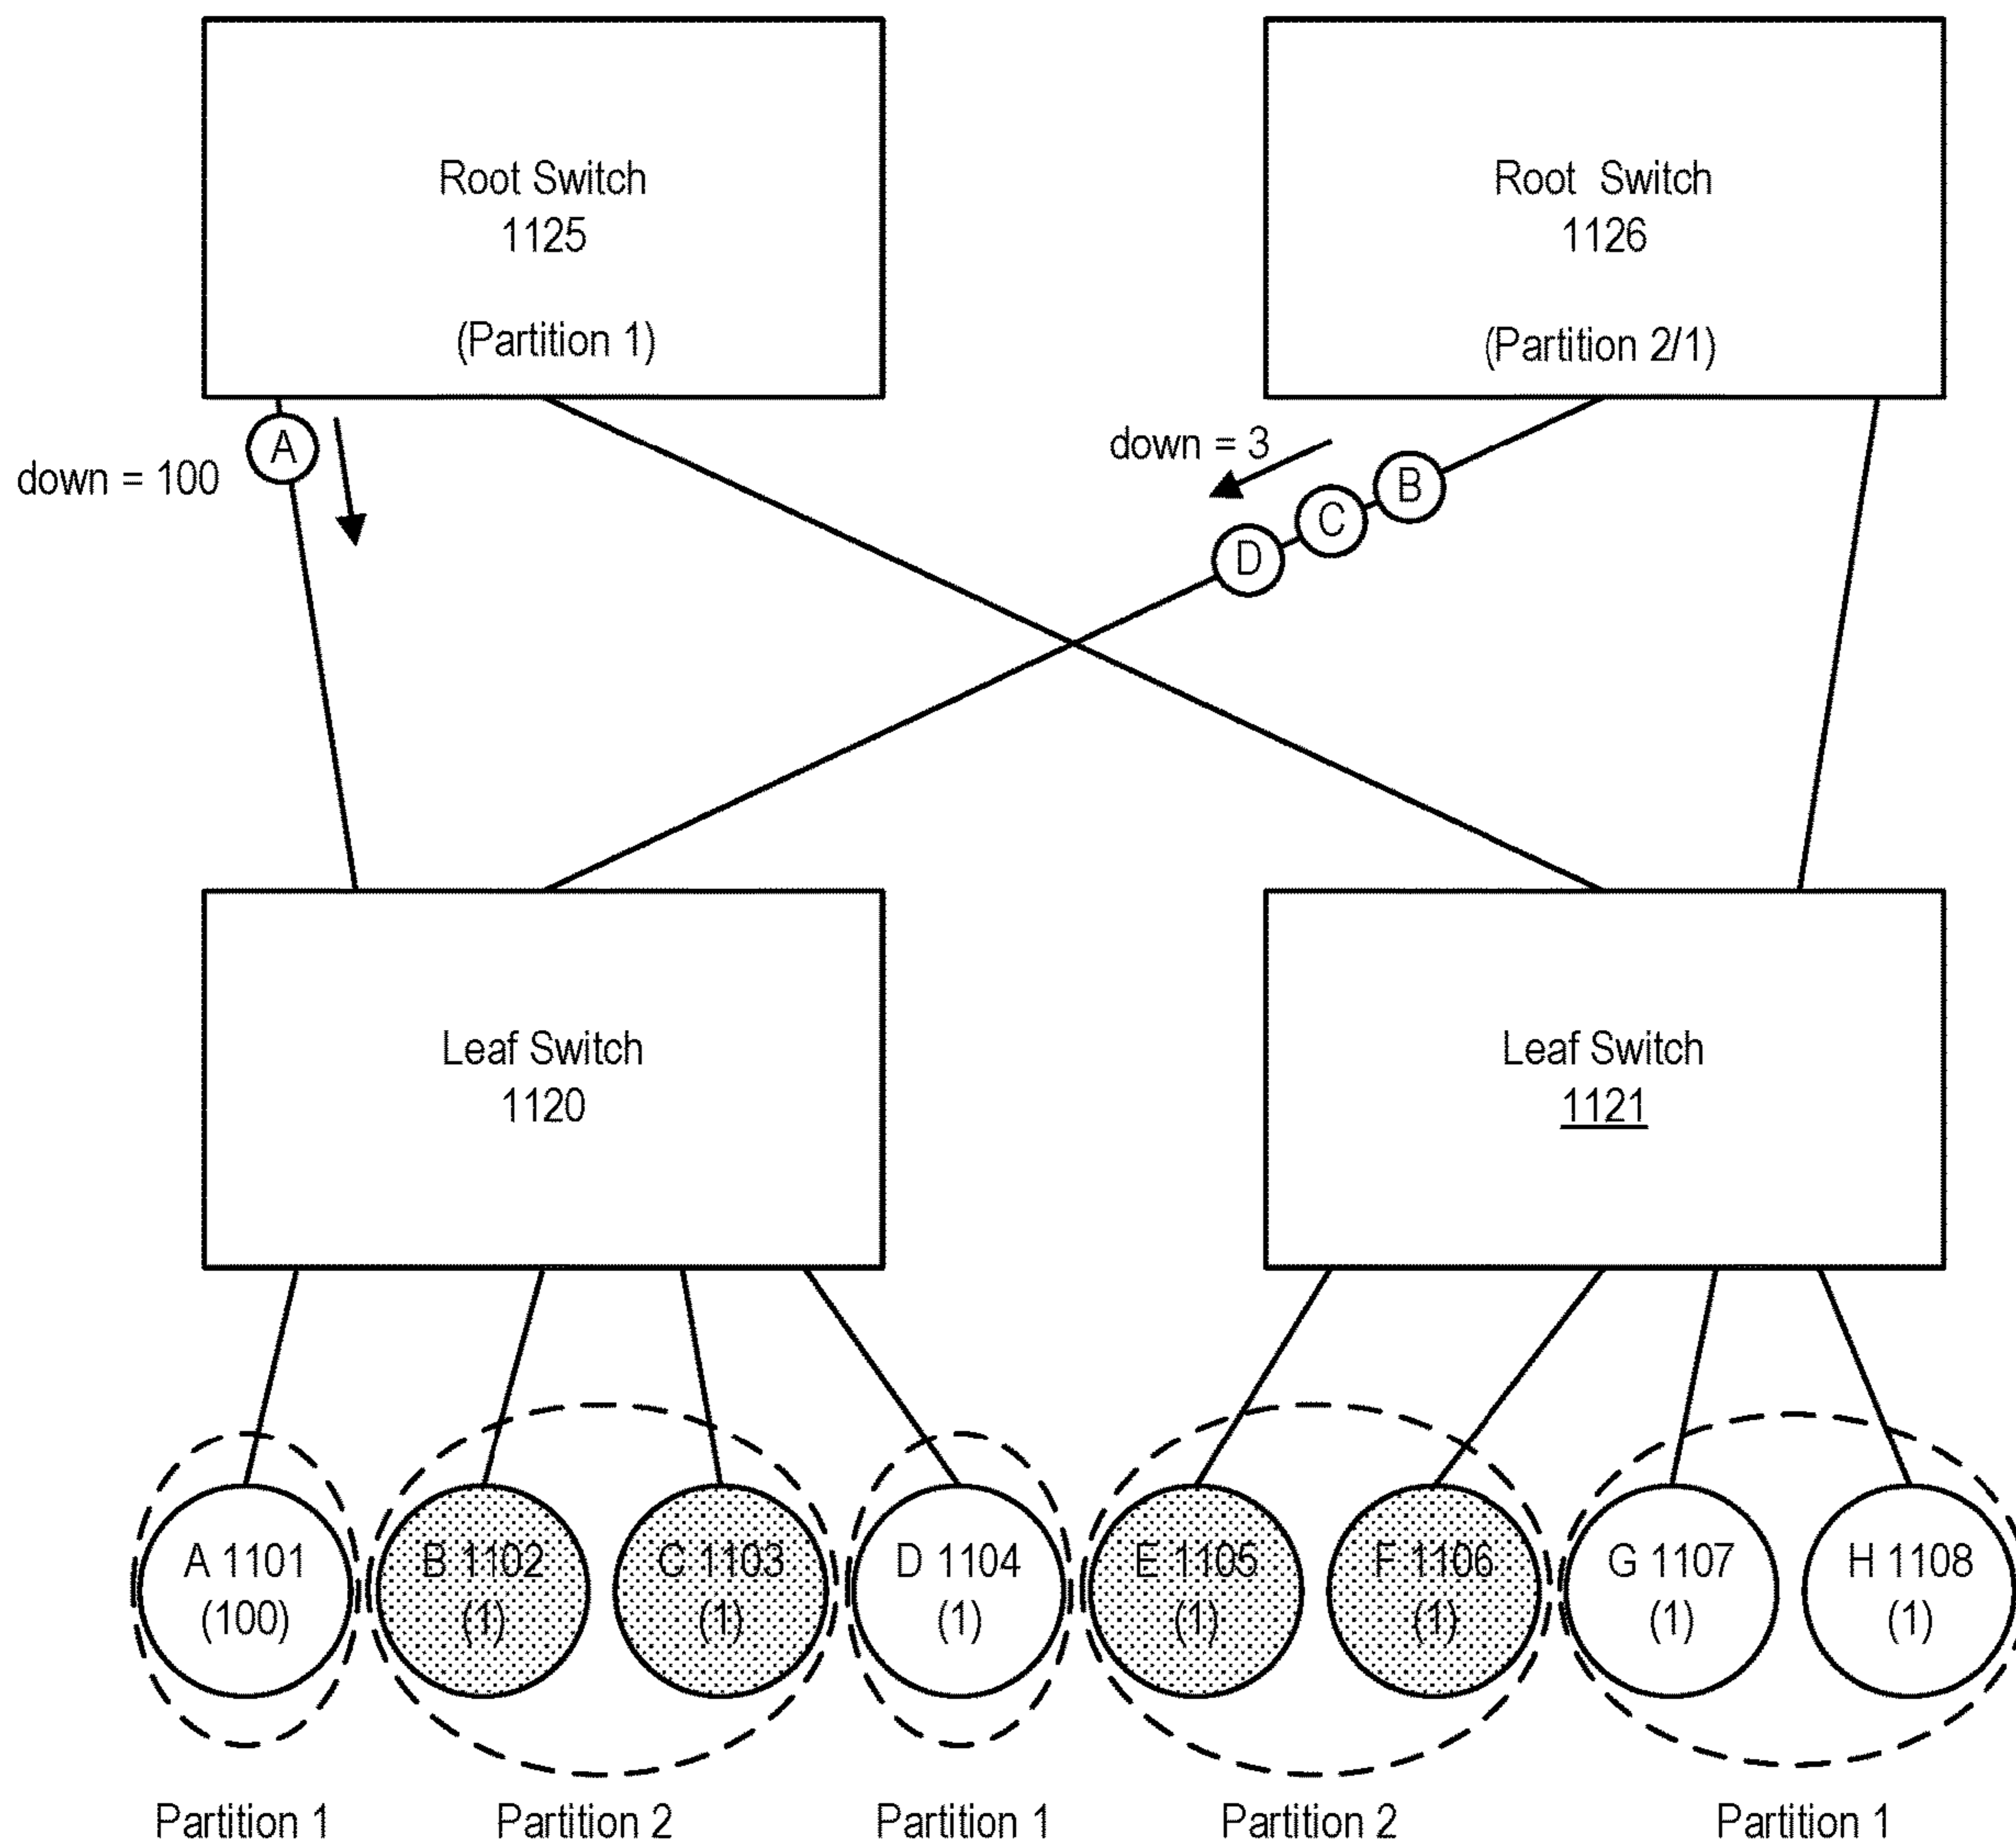 Root Switch
1125
(Partition 1)
Root Switch
1126
(Partition 2/1)
A
down = 100
down = 3
B
C
D
Leaf Switch
1120
Leaf Switch
1121
A 1101
(100)
B 1102
(1)
C 1103
(1)
D 1104
(1)
E 1105
(1)
F 1106
(1)
G 1107
(1)
H 1108
(1)
Partition 1
Partition 2
Partition 1
Partition 2
Partition 1